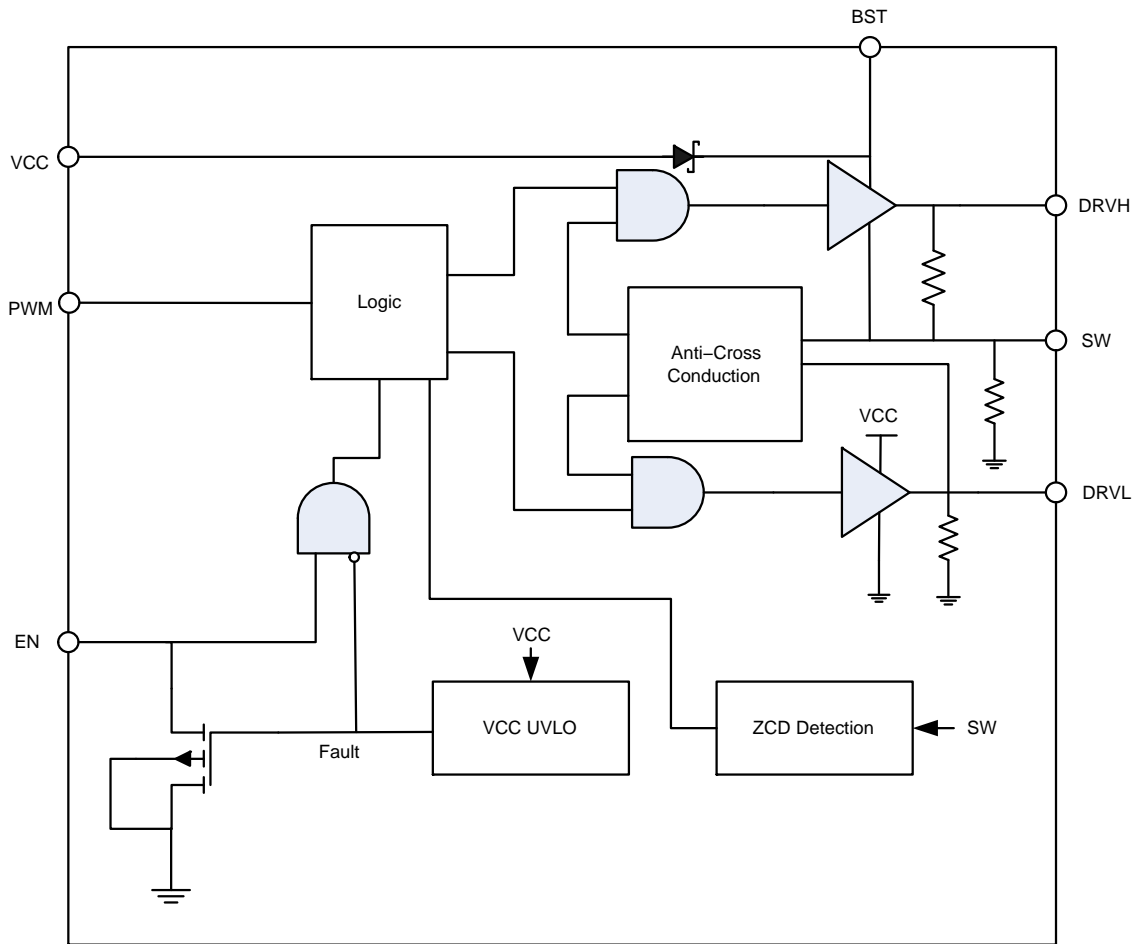 BST
VCC
DRVH
PWM
Logic
SW
Anti−Cross
Conduction
VCC
DRVL
EN
VCC
VCC UVLO
ZCD Detection
SW
Fault